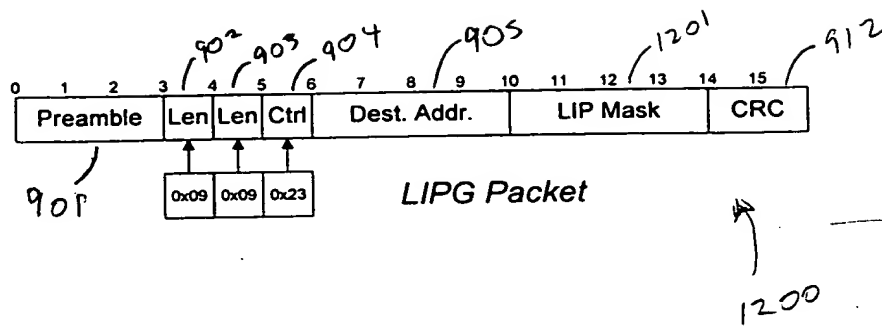 902 903 904 905 1201 912
0 1 2 3 4 5 6 7 8 9 10 11 12 13 14 15
Preamble Len Len Ctrl Dest. Addr. LIP Mask CRC
901 0x09 0x09 0x23 LIPG Packet
1200